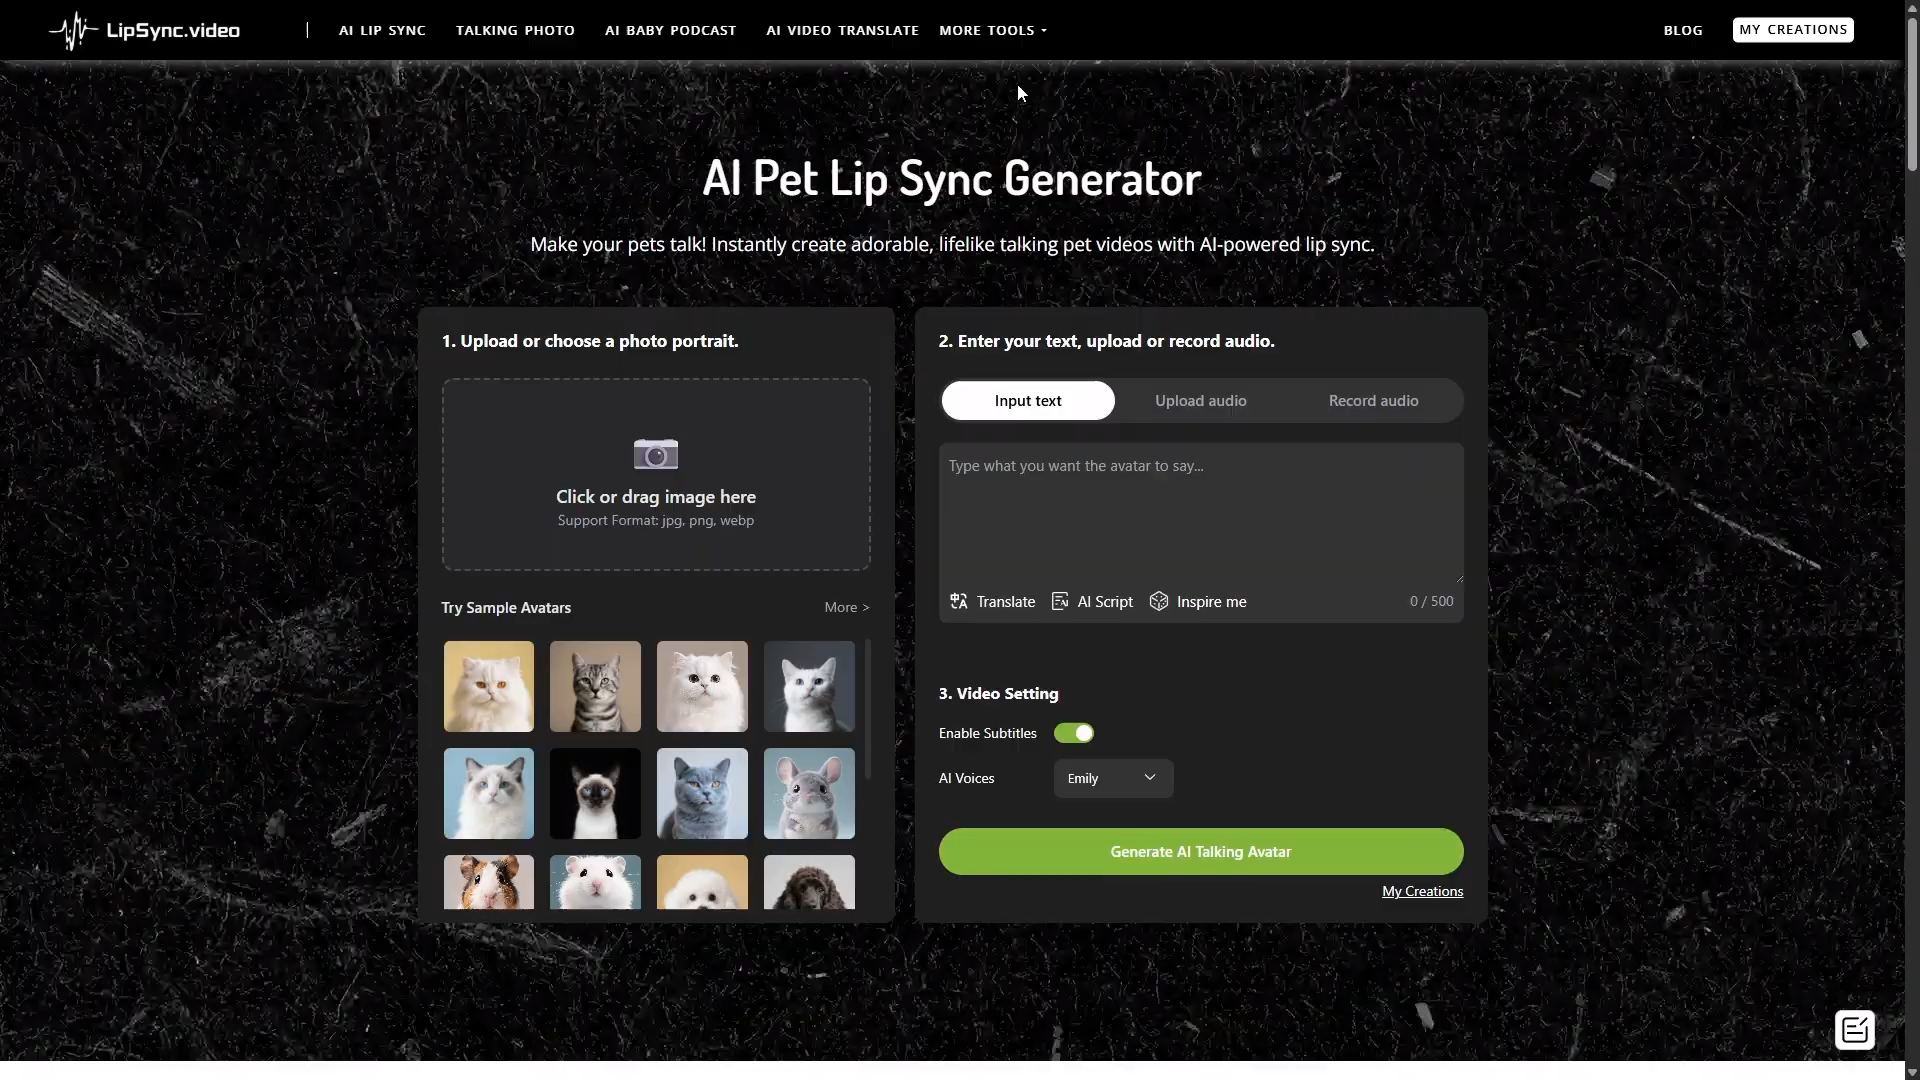 LipSync.video
AI LIP SYNC
TALKING PHOTO
AI BABY PODCAST
AI VIDEO TRANSLATE
MORE TOOLS
BLOG
MY CREATIONS
AI Pet Lip Sync Generator
Make your pets talk! Instantly create adorable, lifelike talking pet videos with AI-powered lip sync.
1. Upload or choose a photo portrait.
Click or drag image here
Support Format: jpg, png, webp
Try Sample Avatars
More >
2. Enter your text, upload or record audio.
Input text
Upload audio
Record audio
Type what you want the avatar to say...
Translate
AI Script
Inspire me
0 / 500
3. Video Setting
Enable Subtitles
AI Voices
Emily
Generate AI Talking Avatar
My Creations